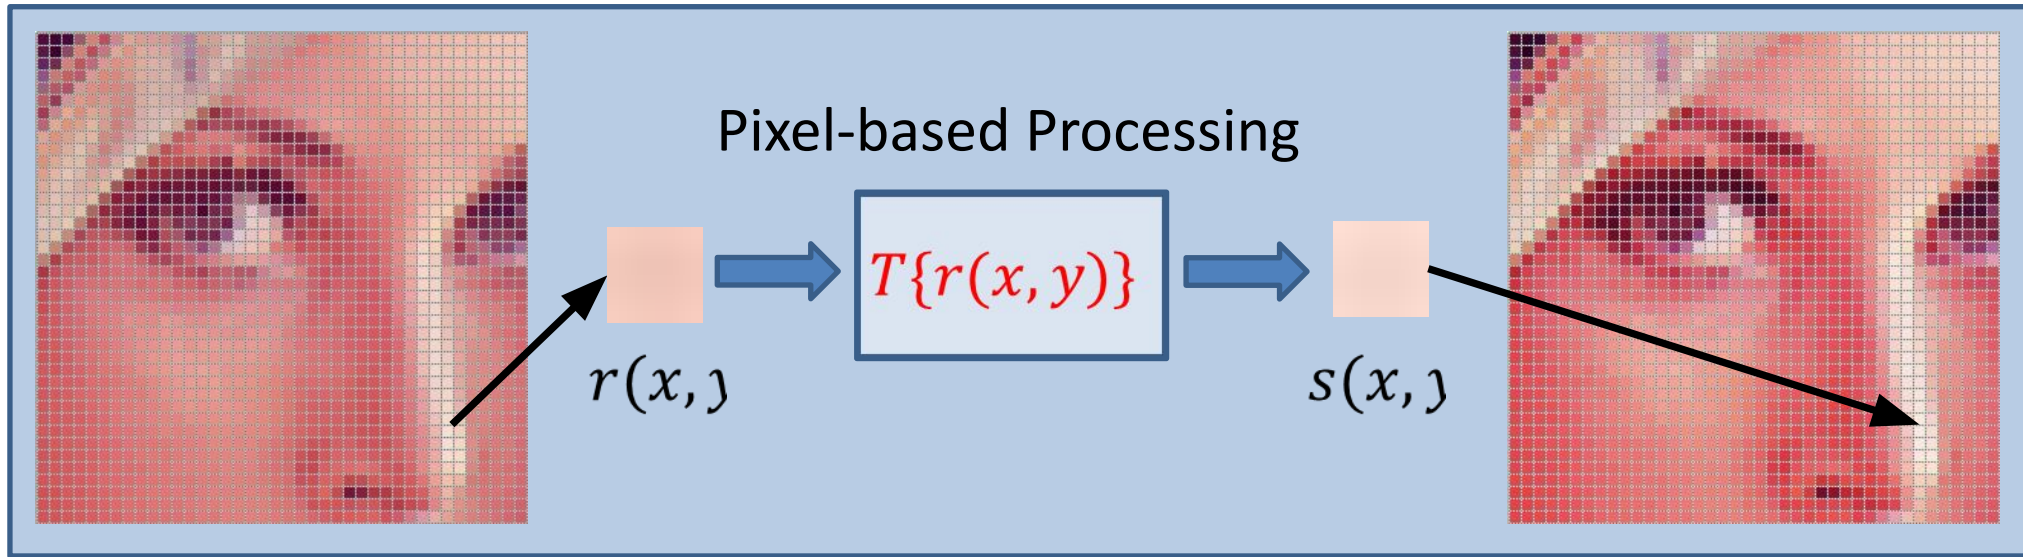 Pixel-based Processing
T{r(x, y)}
r(x,
s(x,